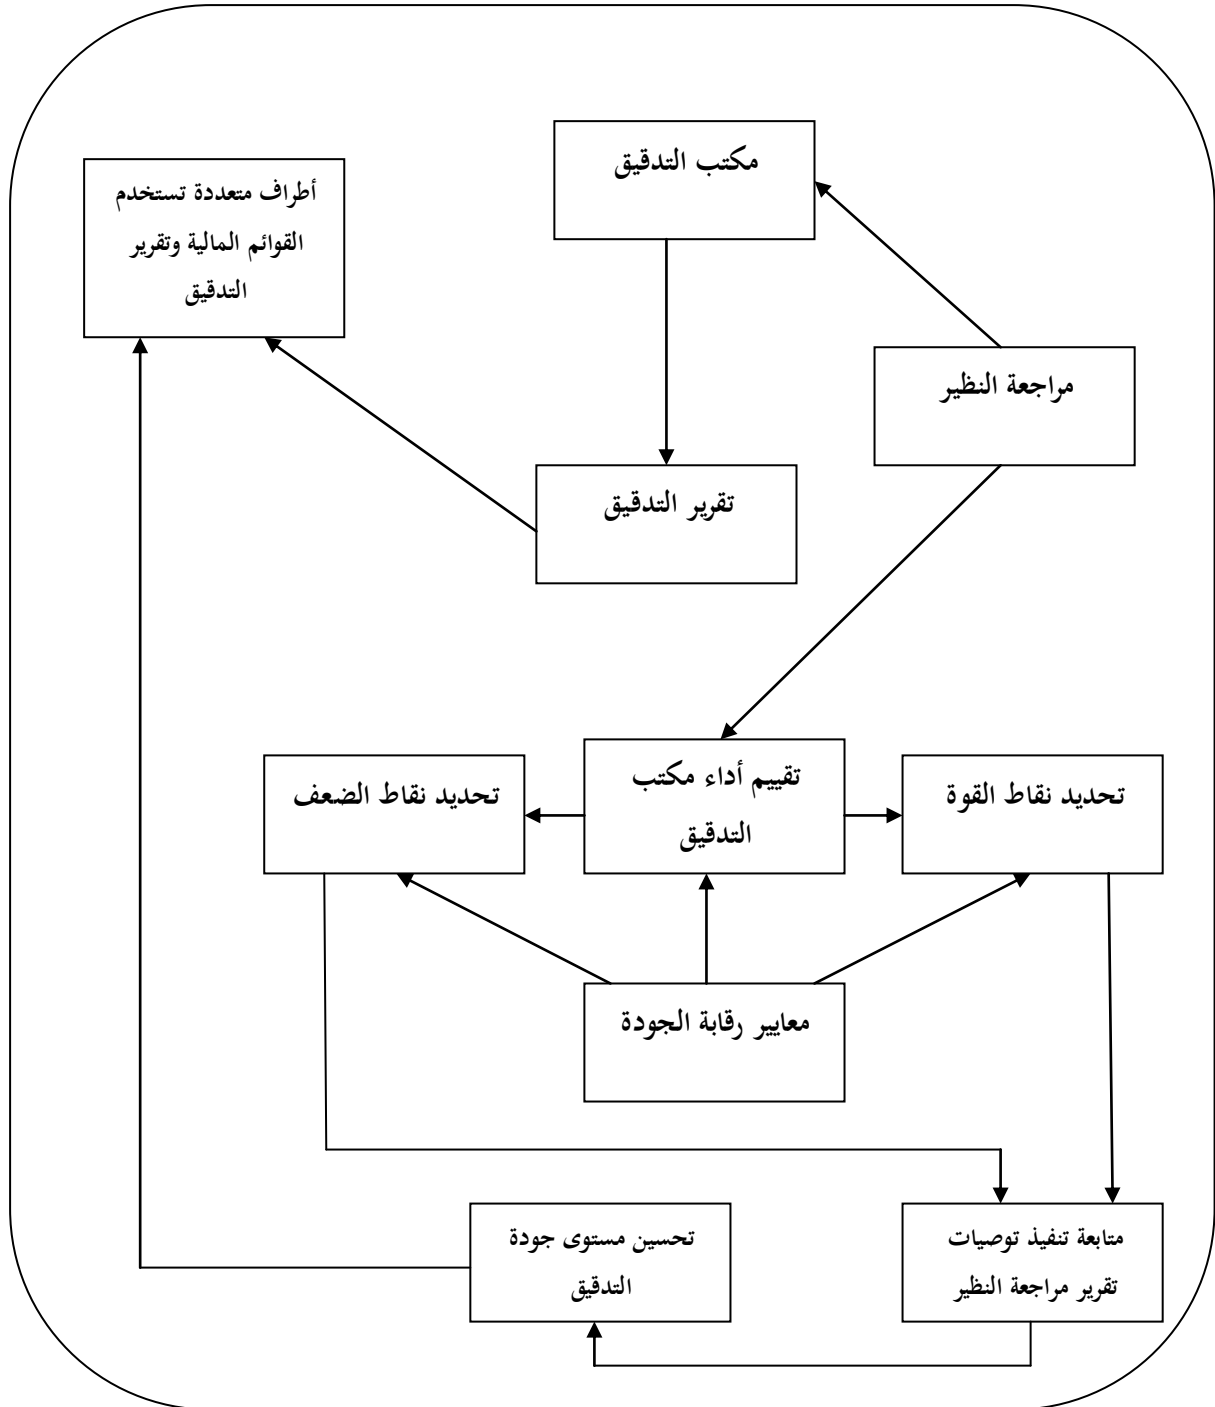 مكتب التدقيق
أطراف متعددة تستخدم
القوائم المالية وتقرير
التدقيق
مراجعة النظير
تقرير التدقيق
تحديد نقاط القوة
تقييم أداء مكتب
التدقيق
تحديد نقاط الضعف
معايير رقابة الجودة
متابعة تنفيذ توصيات
تقرير مراجعة النظير
تحسين مستوى جودة
التدقيق